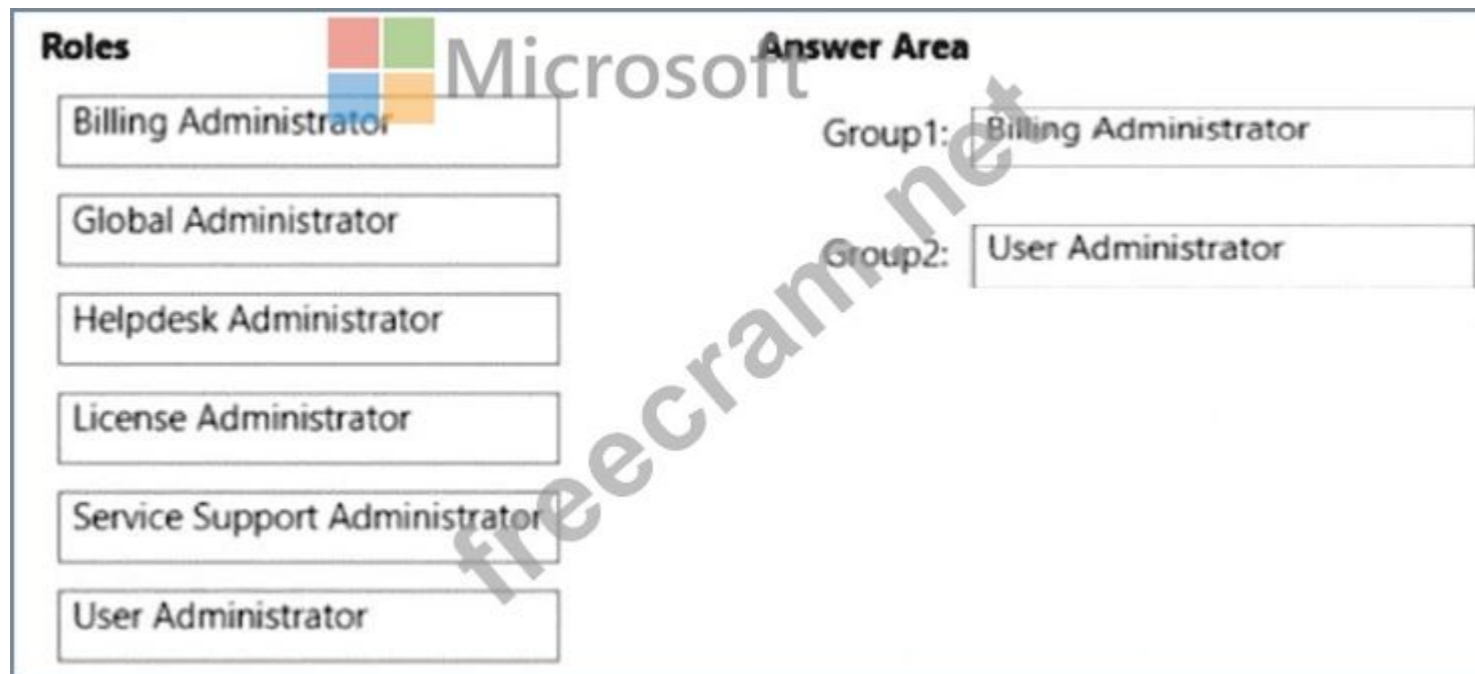 Roles
Microsoft
Answer Area
Billing Administrator
Global Administrator
Helpdesk Administrator
License Administrator
Service Support Administrator
User Administrator
Group1: Billing Administrator
Group2: User Administrator
freecram.net